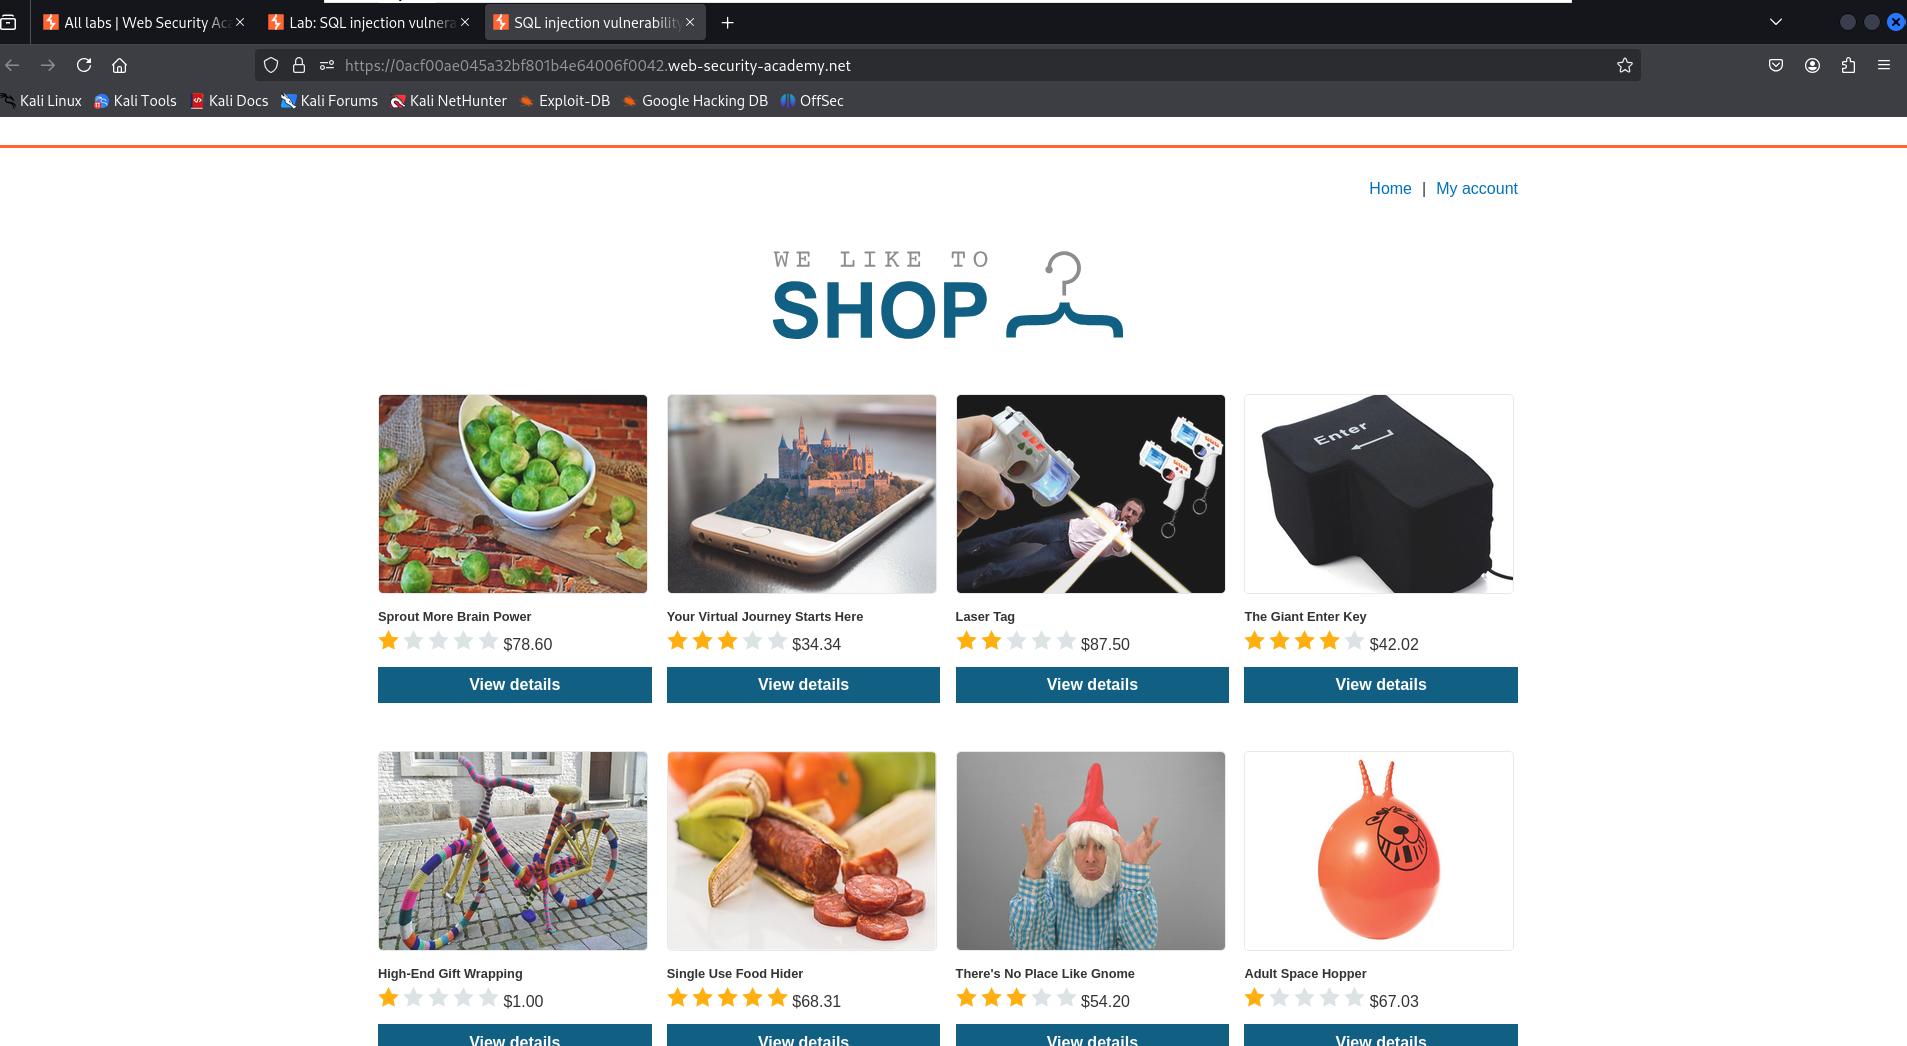 All labs | Web Security Aca
Lab: SQL injection vulnera
SQL injection vulnerability
https://0acf00ae045a32bf801b4e64006f0042.web-security-academy.net
Kali Linux Kali Tools Kali Docs Kali Forums Kali NetHunter Exploit-DB Google Hacking DB OffSec
Home | My account
WE LIKE TO
SHOP
Enter
Sprout More Brain Power Your Virtual Journey Starts Here Laser Tag The Giant Enter Key
$78.60 $34.34 $87.50 $42.02
View details View details View details View details
High-End Gift Wrapping Single Use Food Hider There's No Place Like Gnome Adult Space Hopper
$1.00 $68.31 $54.20 $67.03
View details View details View details View details